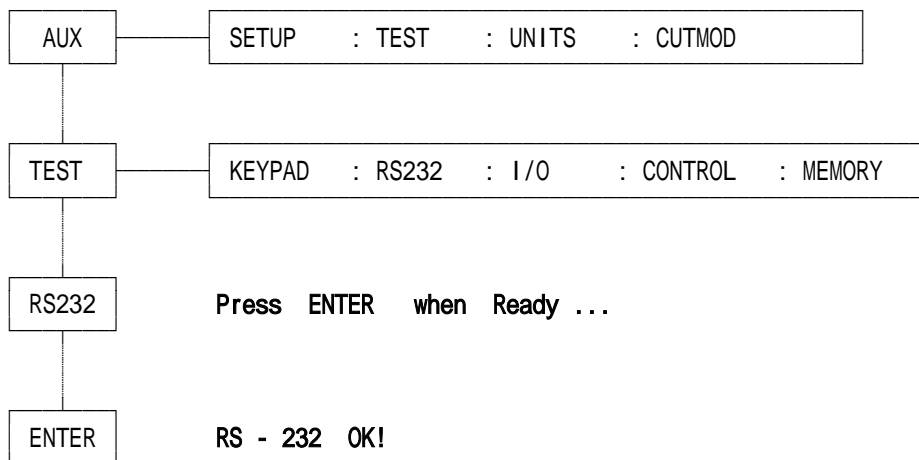 AUX SETUP : TEST : UNITS : CUTMOD
TEST KEYPAD : RS232 : I/O : CONTROL : MEMORY
RS232 Press ENTER when Ready ...
ENTER RS - 232 OK!